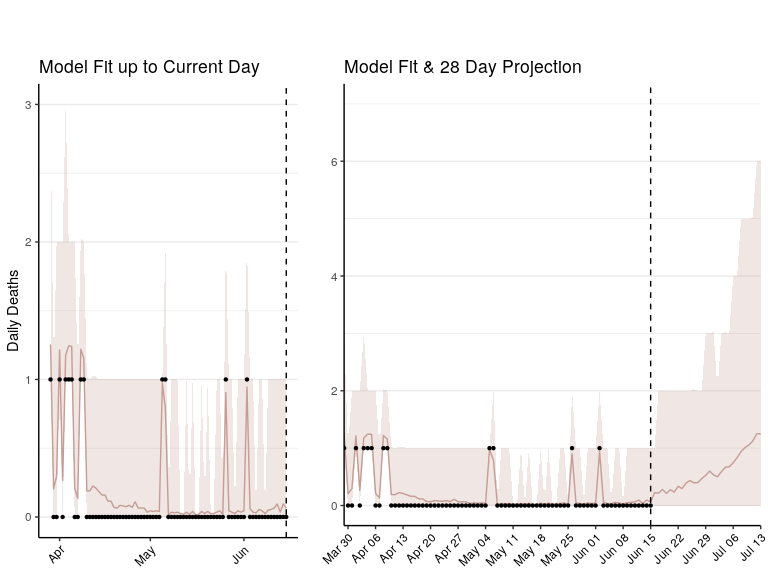 Model Fit up to Current Day
Model Fit & 28 Day Projection
Daily Deaths
3
2
1
0
Apr
May
Jun
6
4
2
0
Mar 30
Apr 06
Apr 13
Apr 20
Apr 27
May 04
May 11
May 18
May 25
Jun 01
Jun 08
Jun 15
Jun 22
Jun 29
Jul 06
Jul 13